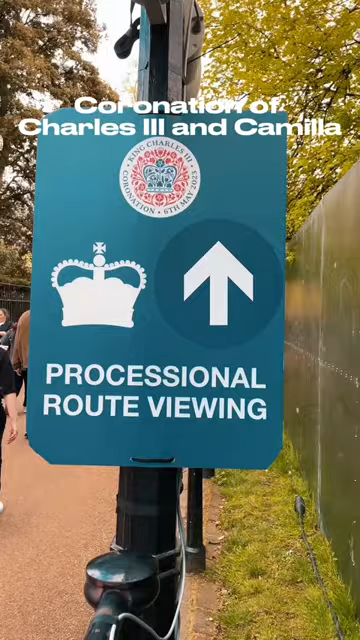 Coronation of
Charles III and Camilla
KING CHARLES III
CORONATION • 6TH MAY 2023
PROCESSIONAL
ROUTE VIEWING